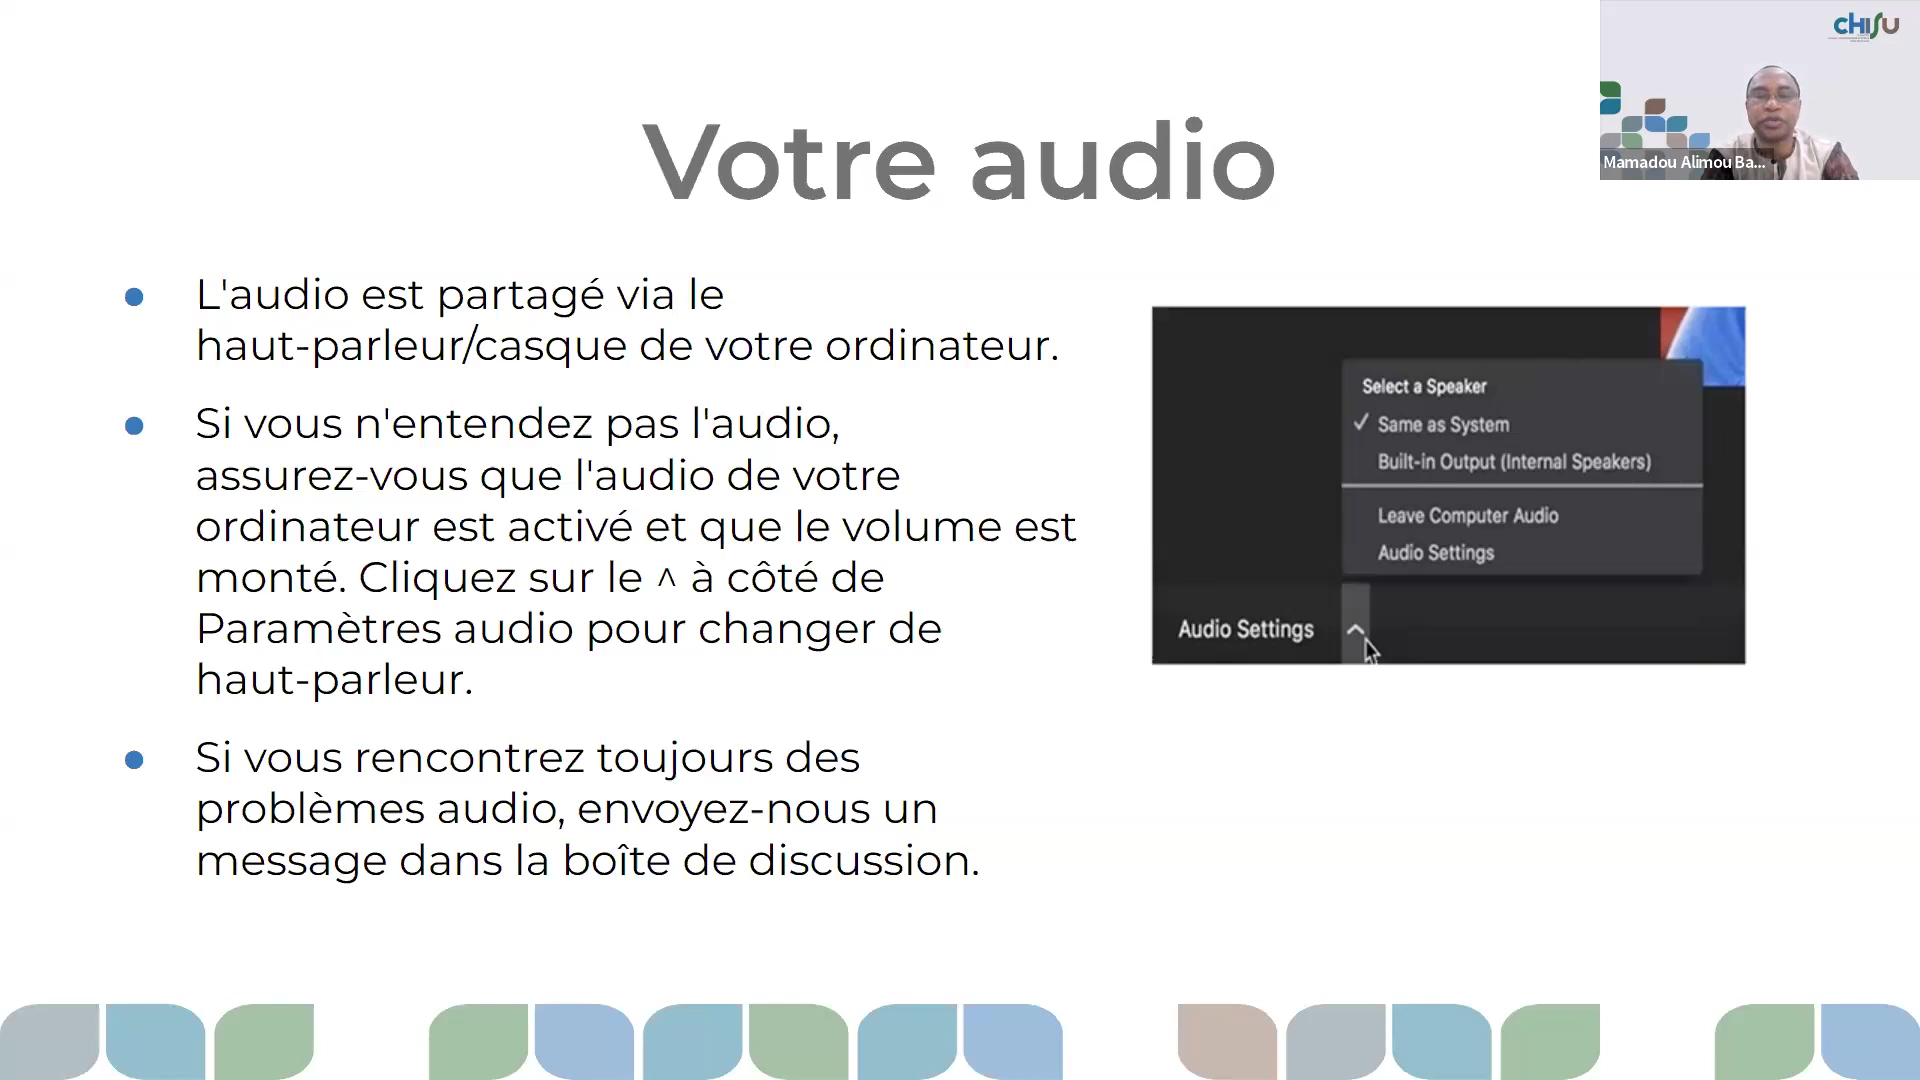 CHISU
Votre audio
Mamadou Alimou Ba...
● L'audio est partagé via le
haut-parleur/casque de votre ordinateur.
● Si vous n'entendez pas l'audio,
assurez-vous que l'audio de votre
ordinateur est activé et que le volume est
monté. Cliquez sur le ^ à côté de
Paramètres audio pour changer de
haut-parleur.
● Si vous rencontrez toujours des
problèmes audio, envoyez-nous un
message dans la boîte de discussion.
Select a Speaker
✓ Same as System
Built-in Output (Internal Speakers)
Leave Computer Audio
Audio Settings
Audio Settings ^